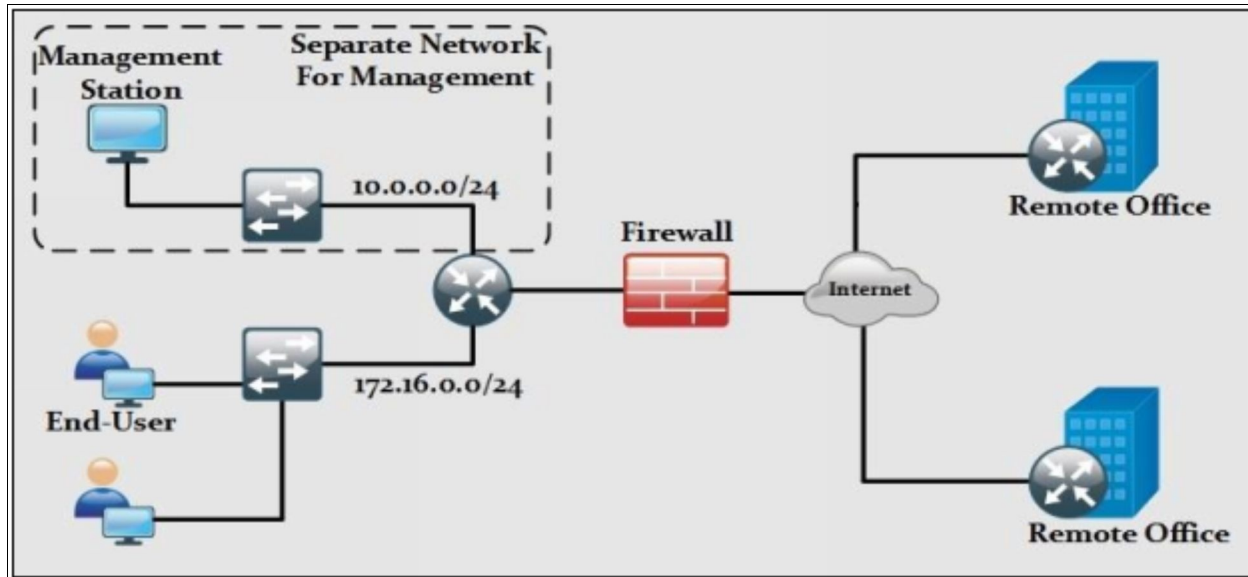 Management
Station
Separate Network
For Management
10.0.0.0/24
Firewall
Internet
Remote Office
172.16.0.0/24
End-User
Remote Office